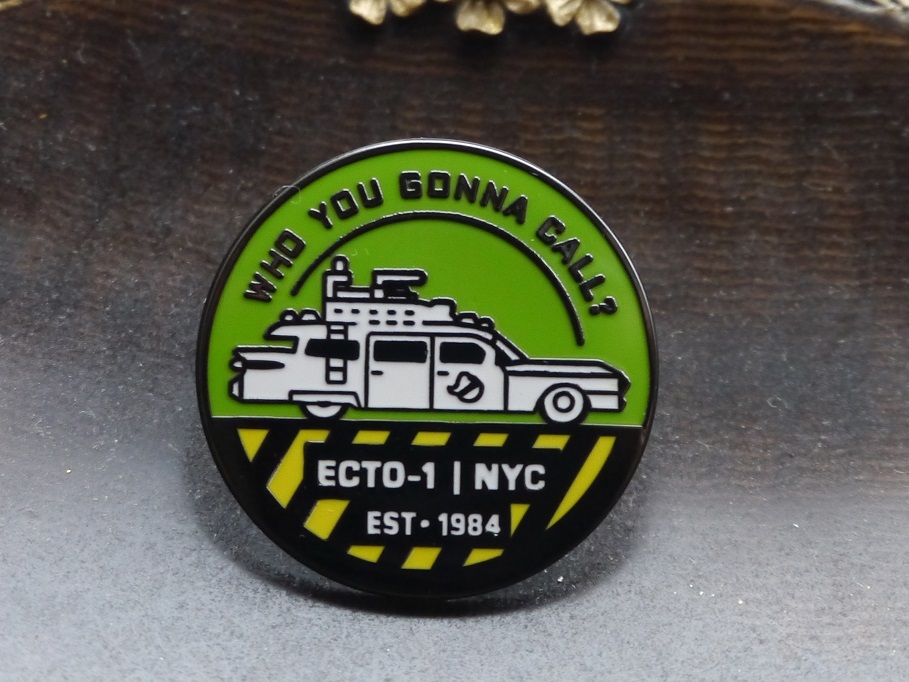 WHO YOU GONNA CALL?
ECTO-1 | NYC
EST • 1984